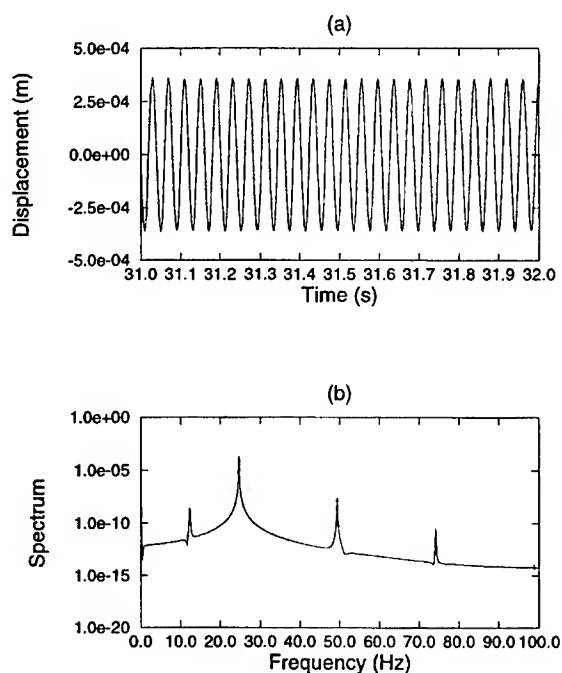 (a)
Displacement (m)
5.0e-04
2.5e-04
0.0e+00
-2.5e-04
-5.0e-04
31.0 31.1 31.2 31.3 31.4 31.5 31.6 31.7 31.8 31.9 32.0
Time (s)
(b)
Spectrum
1.0e+00
1.0e-05
1.0e-10
1.0e-15
1.0e-20
0.0 10.0 20.0 30.0 40.0 50.0 60.0 70.0 80.0 90.0 100.0
Frequency (Hz)